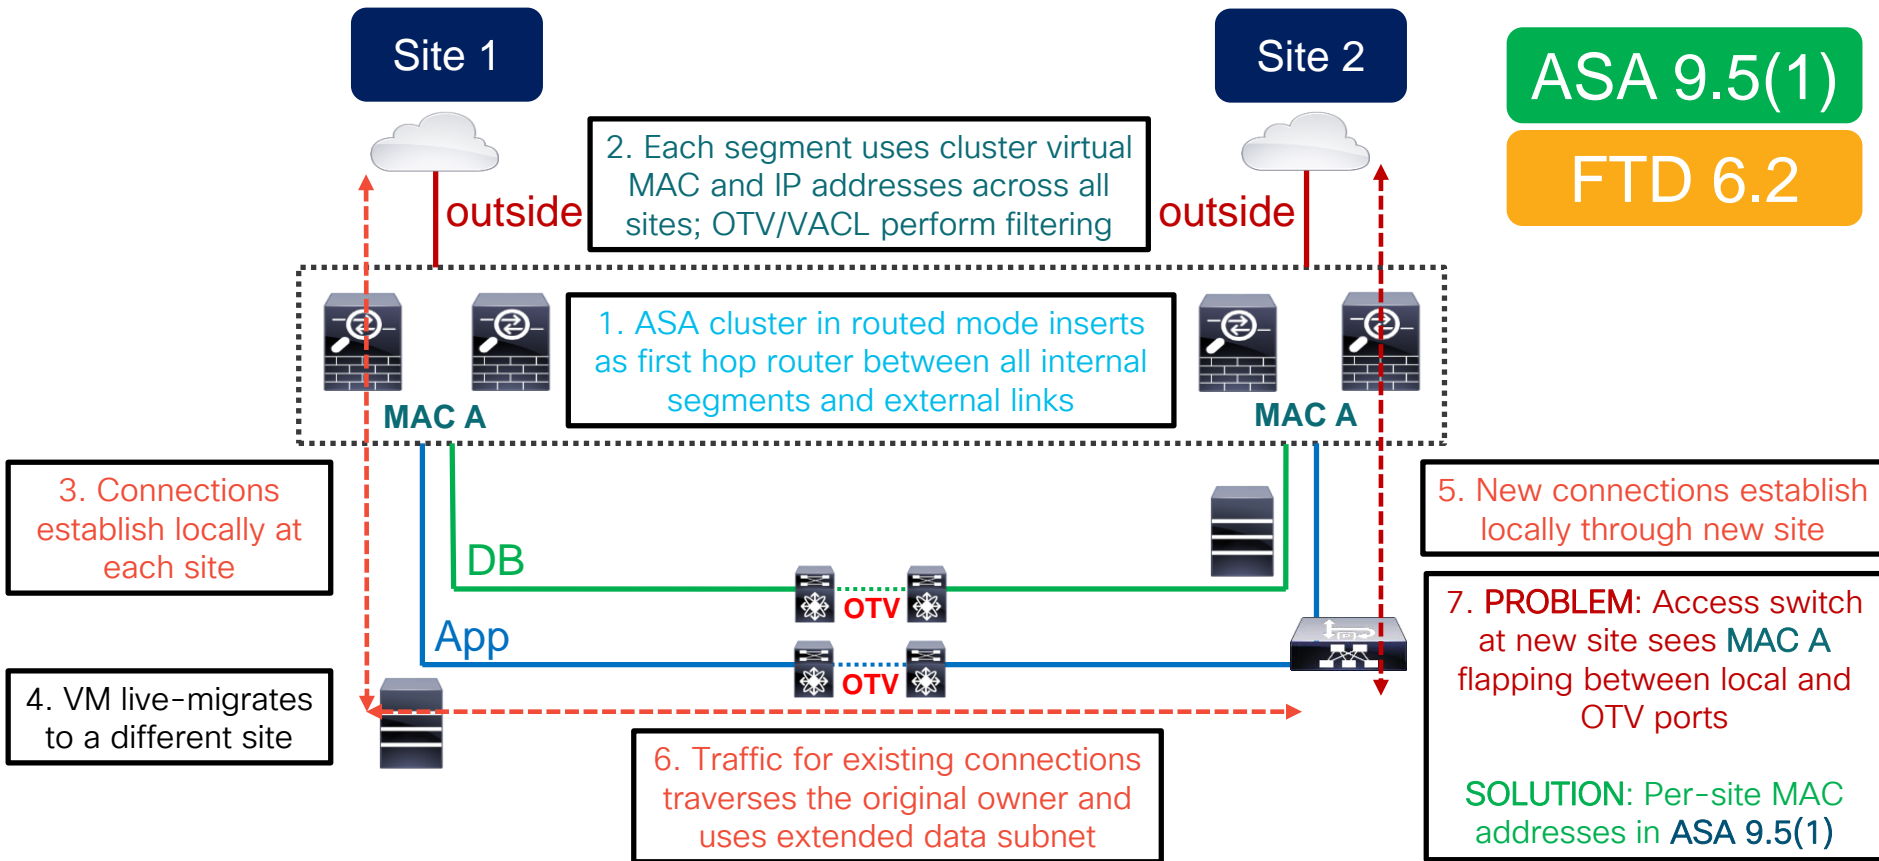 Site 1
Site 2
ASA 9.5(1)
FTD 6.2
2. Each segment uses cluster virtual
MAC and IP addresses across all
sites; OTV/VACL perform filtering
outside
outside
1. ASA cluster in routed mode inserts
as first hop router between all internal
segments and external links
MAC A
MAC A
3. Connections
establish locally at
each site
5. New connections establish
locally through new site
DB
OTV
App
OTV
4. VM live-migrates
to a different site
7. PROBLEM: Access switch
at new site sees MAC A
flapping between local and
OTV ports
SOLUTION: Per-site MAC
addresses in ASA 9.5(1)
6. Traffic for existing connections
traverses the original owner and
uses extended data subnet